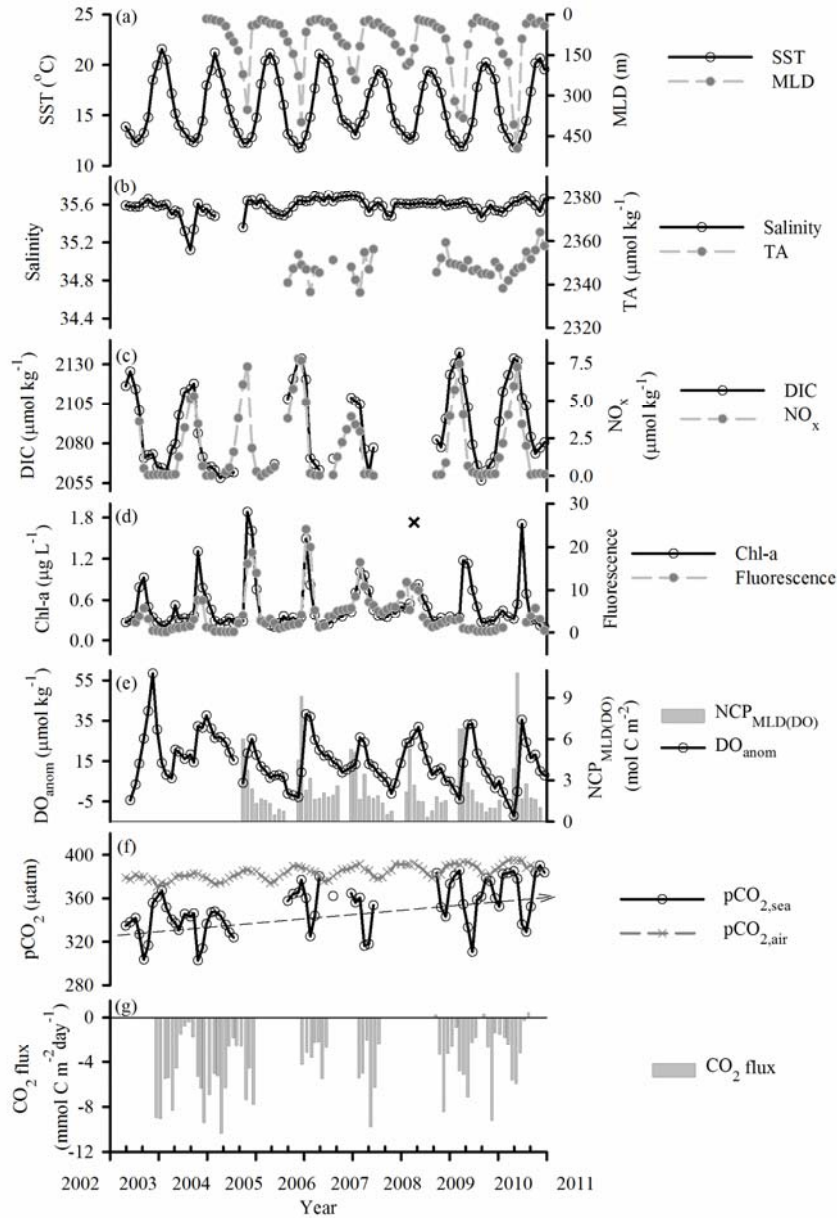 (a)
25
20
15
10
SST (°C)
0
150
300
450
MLD (m)
SST
MLD
(b)
35.6
35.2
34.8
34.4
Salinity
2380
2360
2340
2320
TA (μmol kg-1)
Salinity
TA
(c)
2130
2105
2080
2055
DIC (μmol kg-1)
7.5
5.0
2.5
0.0
NOx
(μmol kg-1)
DIC
NOx
(d)
1.8
1.2
0.6
0.0
Chl-a (μg L-1)
30
20
10
0
Fluorescence
Chl-a
Fluorescence
(e)
55
35
15
-5
DOanom (μmol kg-1)
9
6
3
0
NCPMLD(DO)
(mol C m-2)
NCPMLD(DO)
DOanom
(f)
400
360
320
280
pCO2 (μatm)
pCO2,sea
pCO2,air
(g)
0
-4
-8
-12
CO2 flux
(mmol C m-2day-1)
CO2 flux
2002 2003 2004 2005 2006 2007 2008 2009 2010 2011
Year